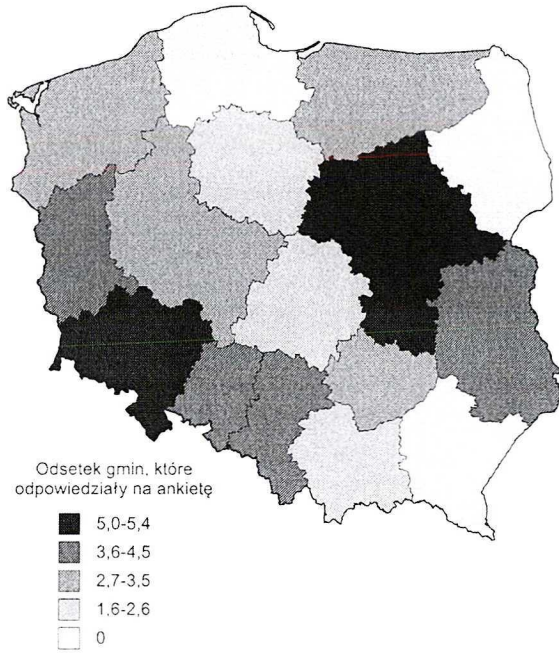 Odsetek gmin, które
odpowiedziały na ankietę
5,0-5,4
3,6-4,5
2,7-3,5
1,6-2,6
0